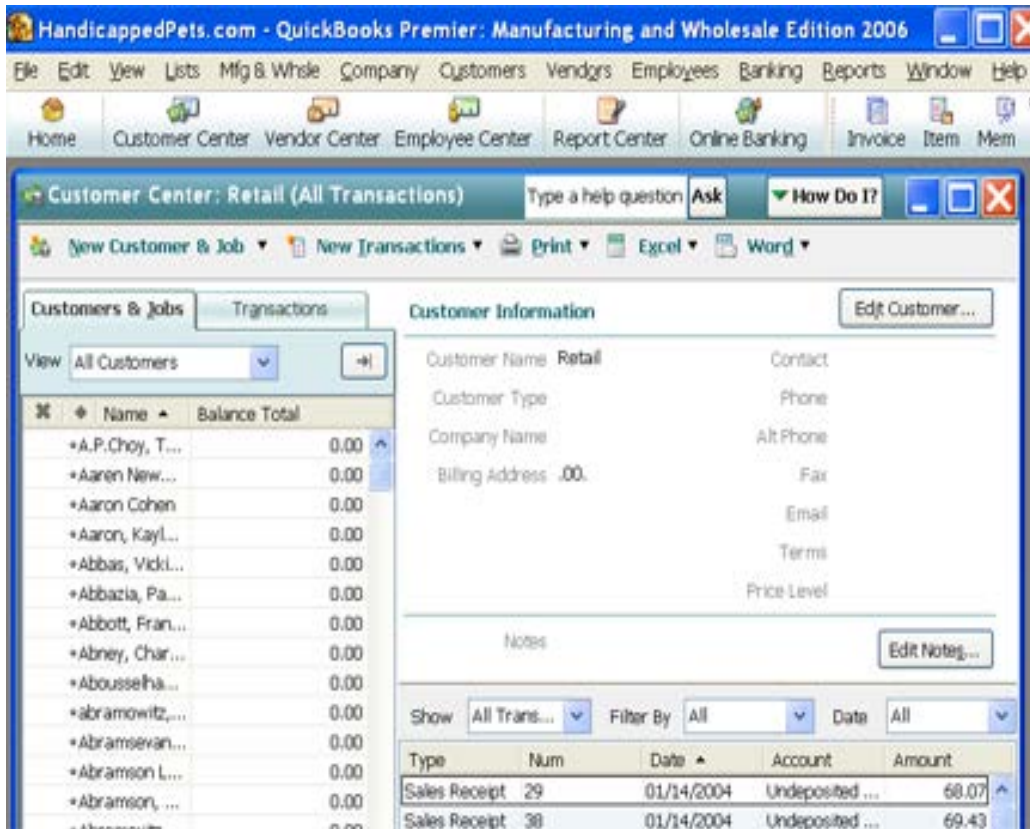 HandicappedPets.com - QuickBooks Premier: Manufacturing and Wholesale Edition 2006
File Edit View Lists Mfg & Whsle Company Customers Vendors Employees Banking Reports Window Help
Home Customer Center Vendor Center Employee Center Report Center Online Banking Invoice Item Mem
Customer Center: Retail (All Transactions) Type a help question Ask How Do I?
New Customer & Job New Transactions Print Excel Word
Customers & Jobs Transactions
View All Customers
Name Balance Total
A.P.Choy, T... 0.00
Aaren New... 0.00
Aaron Cohen 0.00
Aaron, Kayl... 0.00
Abbas, Vicki... 0.00
Abbazia, Pa... 0.00
Abbott, Fran... 0.00
Abney, Char... 0.00
Abousselha... 0.00
abramowitz,... 0.00
Abramsevan... 0.00
Abramson L... 0.00
Abramson, ... 0.00
0.00
Customer Information Edit Customer...
Customer Name Retail Contact
Customer Type Phone
Company Name Alt Phone
Billing Address .00. Fax
Email
Terms
Price Level
Notes Edit Notes...
Show All Trans... Filter By All Date All
Type Num Date Account Amount
Sales Receipt 29 01/14/2004 Undeposited ... 68.07
Sales Receipt 38 01/14/2004 Undeposited ... 69.43